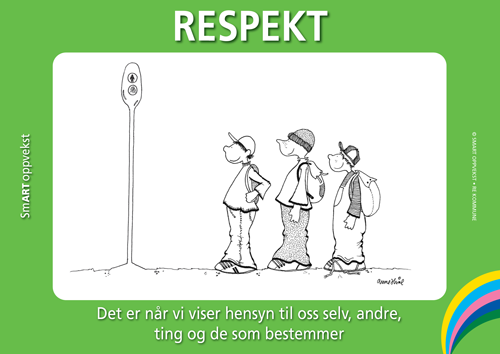 RESPEKT
SmART oppvekst
© SMART OPPVEKST • RE KOMMUNE
Det er når vi viser hensyn til oss selv, andre,
ting og de som bestemmer